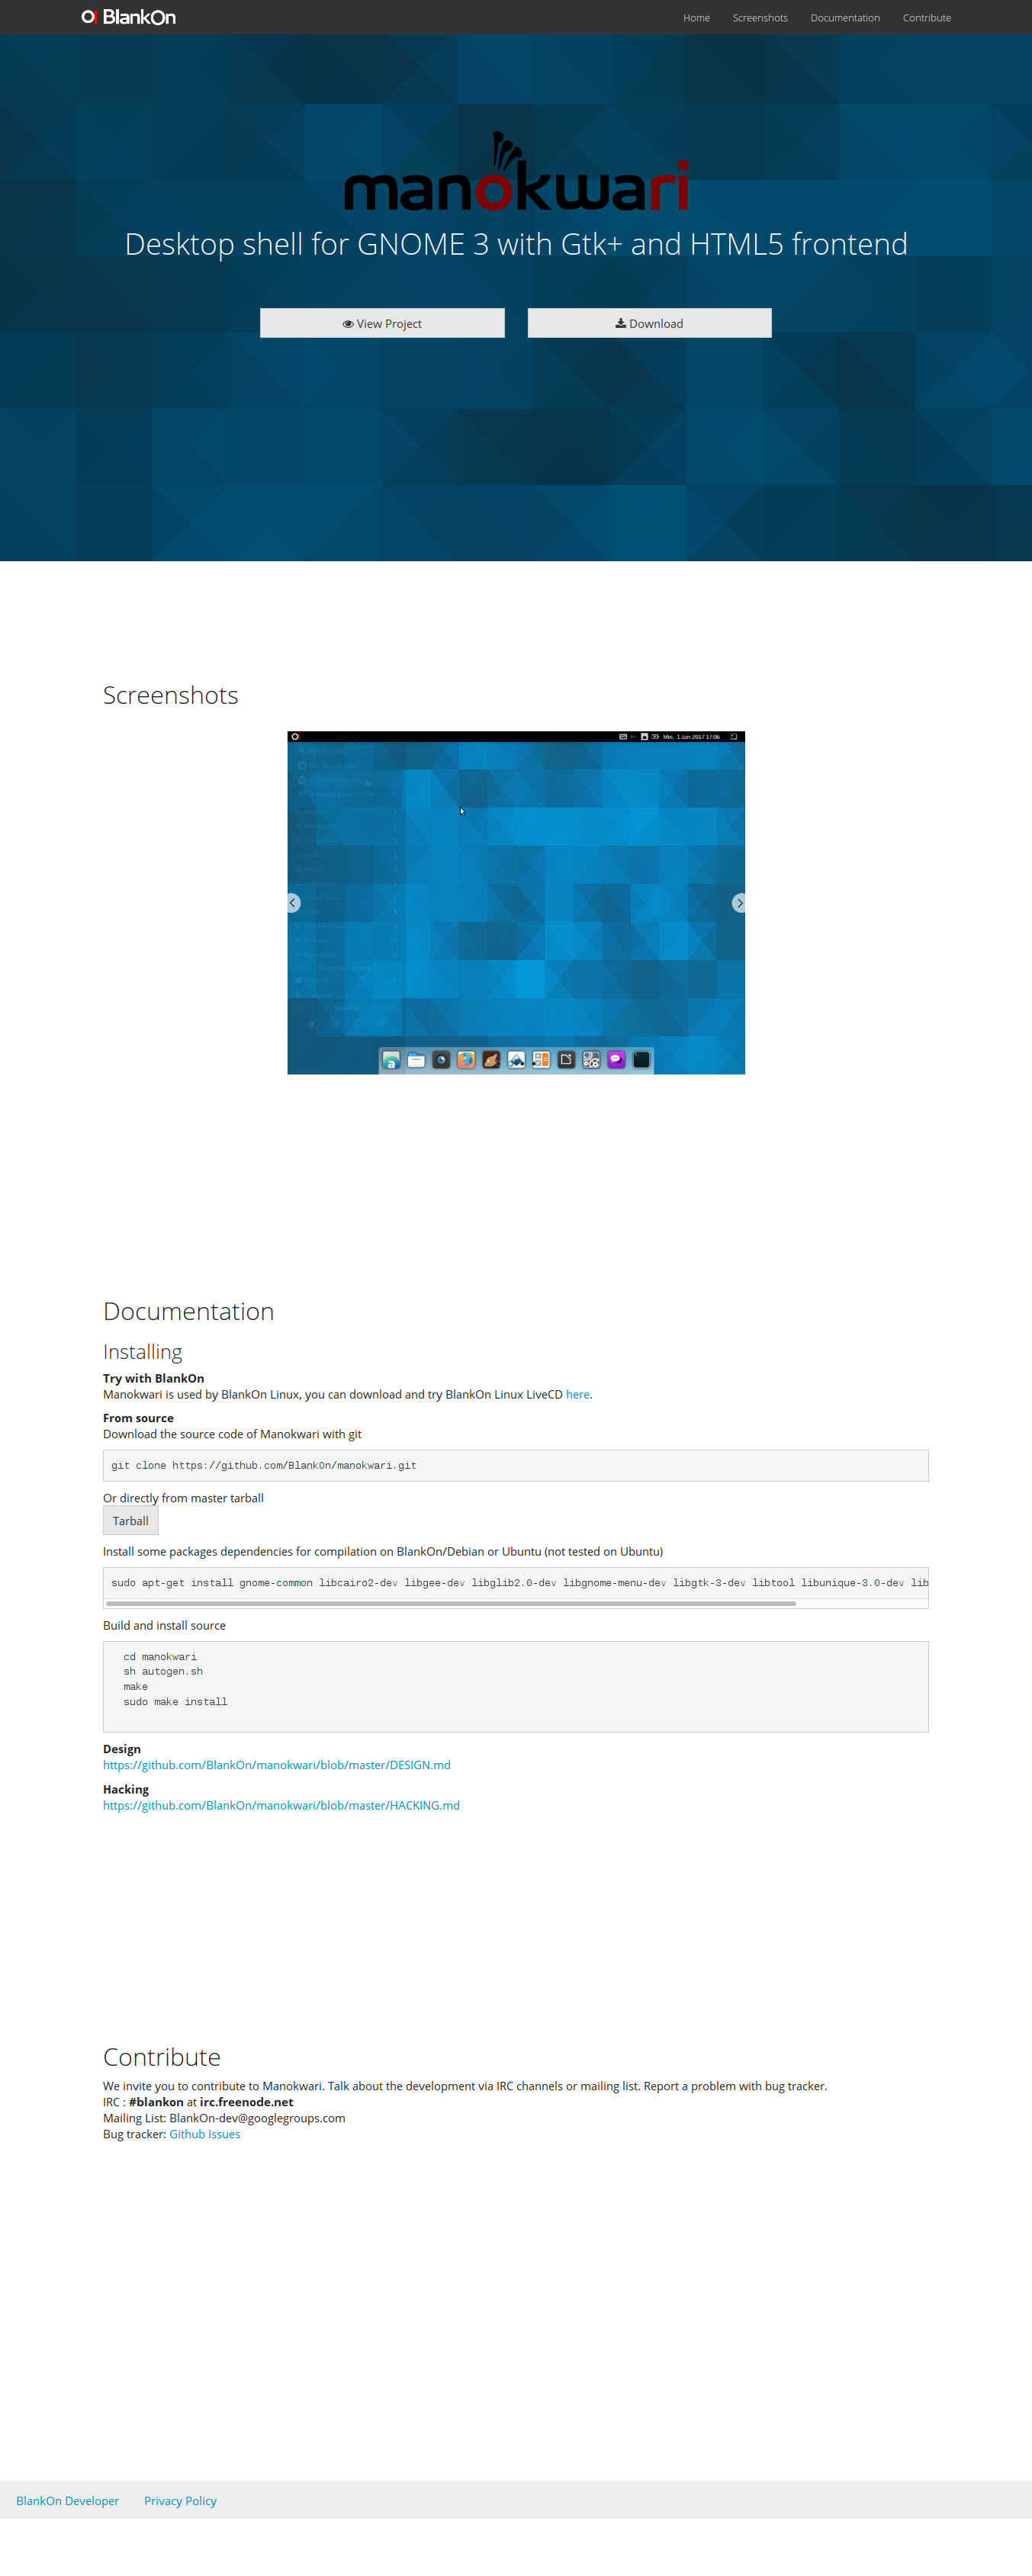 BlankOn
Home
Screenshots
Documentation
Contribute
manokwari
Desktop shell for GNOME 3 with Gtk+ and HTML5 frontend
View Project
Download
Screenshots
Min, 1 Jan 2017 17:06
Documentation
Installing
Try with BlankOn
Manokwari is used by BlankOn Linux, you can download and try BlankOn Linux LiveCD here.
From source
Download the source code of Manokwari with git
git clone https://github.com/BlankOn/manokwari.git
Or directly from master tarball
Tarball
Install some packages dependencies for compilation on BlankOn/Debian or Ubuntu (not tested on Ubuntu)
sudo apt-get install gnome-common libcairo2-dev libgee-dev libglib2.0-dev libgnome-menu-dev libgtk-3-dev libtool libunique-3.0-dev lib
Build and install source
cd manokwari
sh autogen.sh
make
sudo make install
Design
https://github.com/BlankOn/manokwari/blob/master/DESIGN.md
Hacking
https://github.com/BlankOn/manokwari/blob/master/HACKING.md
Contribute
We invite you to contribute to Manokwari. Talk about the development via IRC channels or mailing list. Report a problem with bug tracker.
IRC : #blankon at irc.freenode.net
Mailing List: BlankOn-dev@googlegroups.com
Bug tracker: Github Issues
BlankOn Developer
Privacy Policy